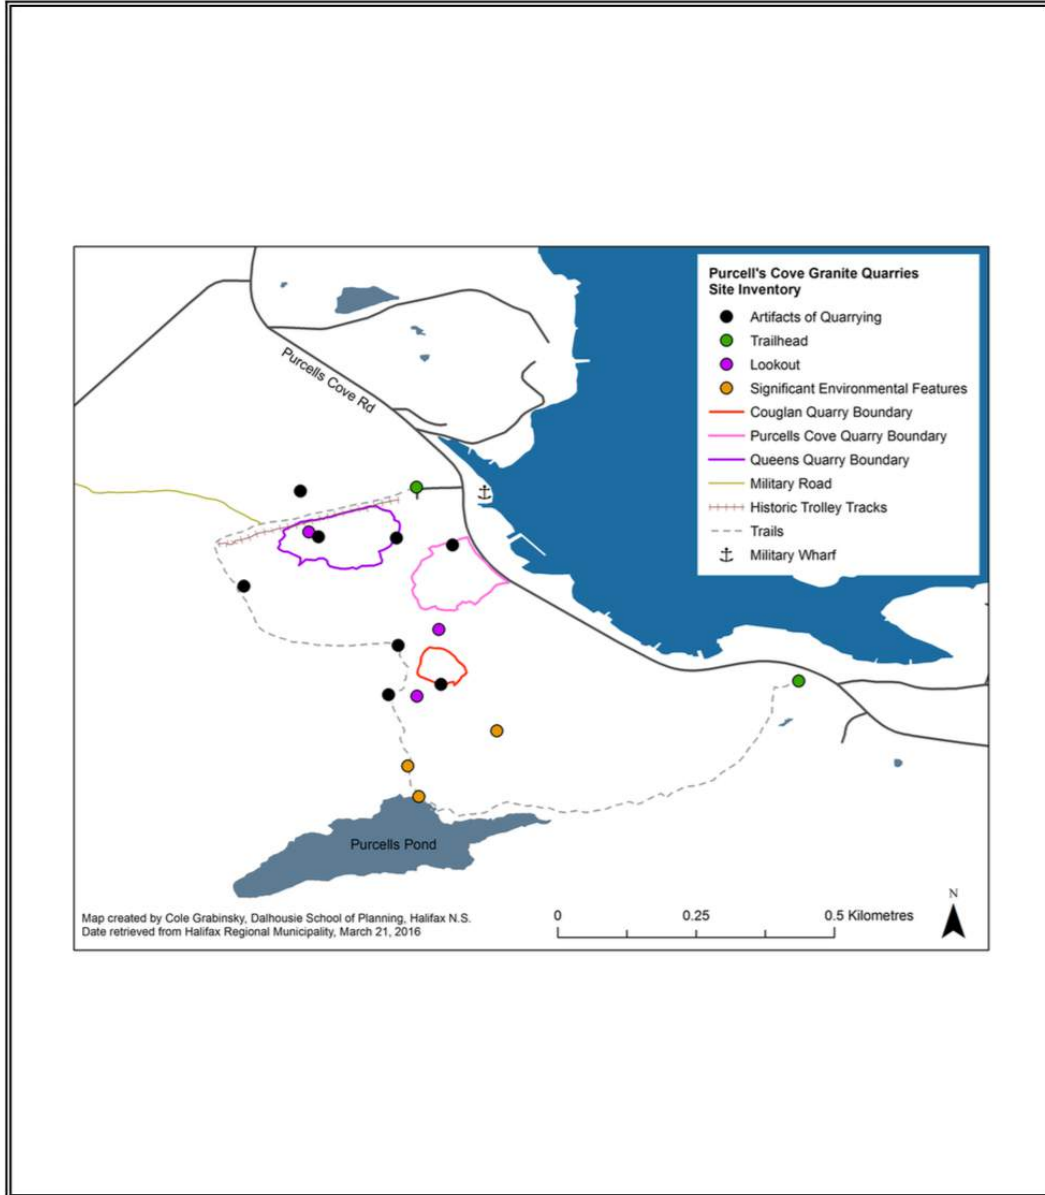 Purcell's Cove Granite Quarries
Site Inventory
Artifacts of Quarrying
Trailhead
Lookout
Significant Environmental Features
Couglan Quarry Boundary
Purcells Cove Quarry Boundary
Queens Quarry Boundary
Military Road
Historic Trolley Tracks
Trails
Military Wharf
Purcells Cove Rd
Purcells Pond
Map created by Cole Grabinsky, Dalhousie School of Planning, Halifax N.S.
Date retrieved from Halifax Regional Municipality, March 21, 2016
0 0.25 0.5 Kilometres
N